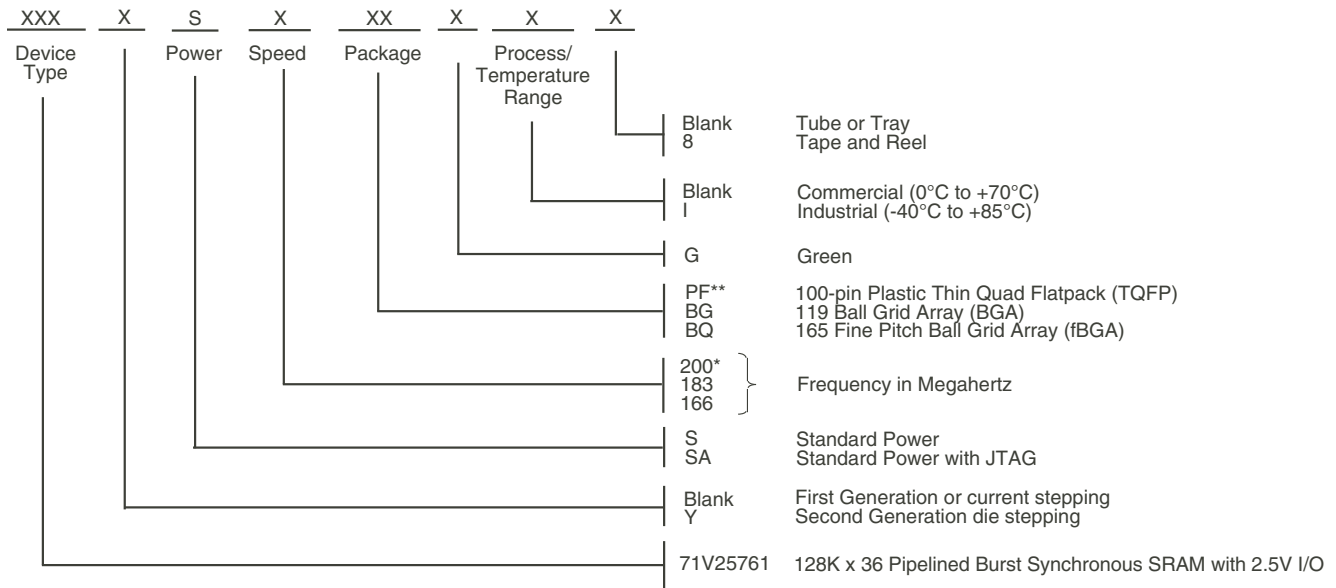 XXX X S X XX X X X
Device Type Power Speed Package Process/ Temperature Range
Blank Tube or Tray
8 Tape and Reel
Blank Commercial (0°C to +70°C)
I Industrial (-40°C to +85°C)
G Green
PF** 100-pin Plastic Thin Quad Flatpack (TQFP)
BG 119 Ball Grid Array (BGA)
BQ 165 Fine Pitch Ball Grid Array (fBGA)
200*
183 Frequency in Megahertz
166
S Standard Power
SA Standard Power with JTAG
Blank First Generation or current stepping
Y Second Generation die stepping
71V25761 128K x 36 Pipelined Burst Synchronous SRAM with 2.5V I/O